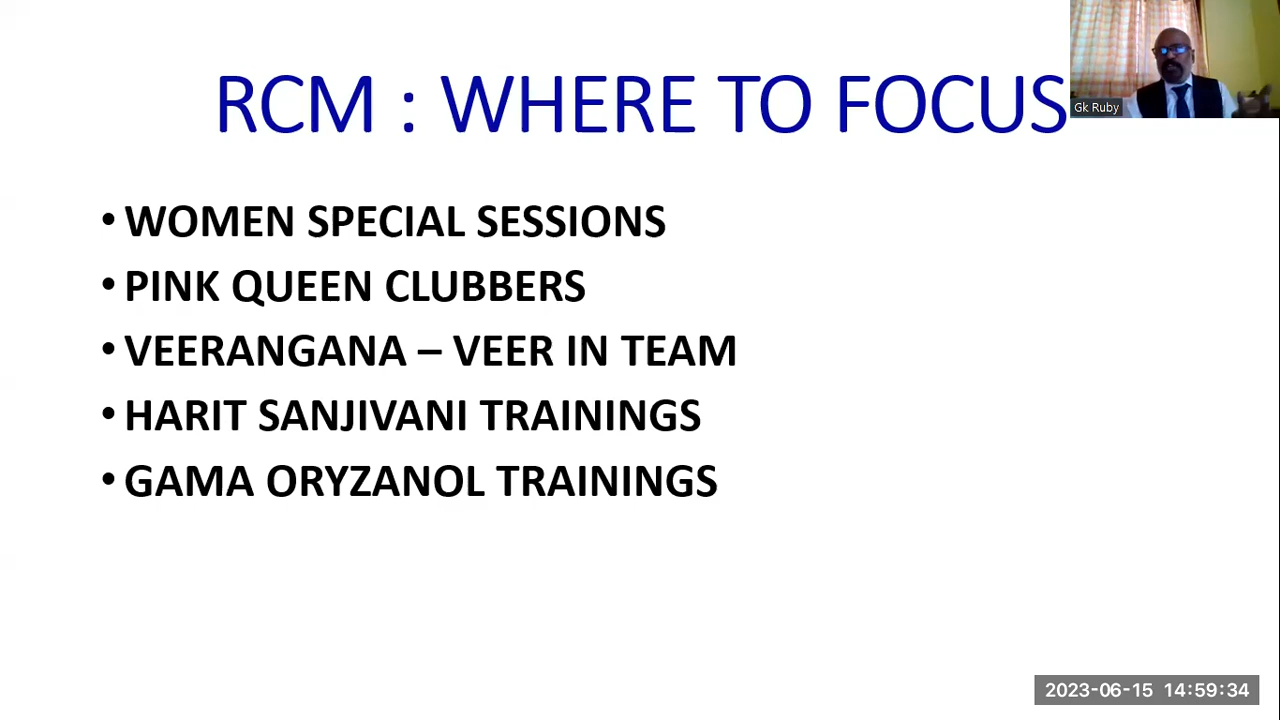 RCM : WHERE TO FOCUS
Gk Ruby
• WOMEN SPECIAL SESSIONS
• PINK QUEEN CLUBBERS
• VEERANGANA – VEER IN TEAM
• HARIT SANJIVANI TRAININGS
• GAMA ORYZANOL TRAININGS
2023-06-15 14:59:34